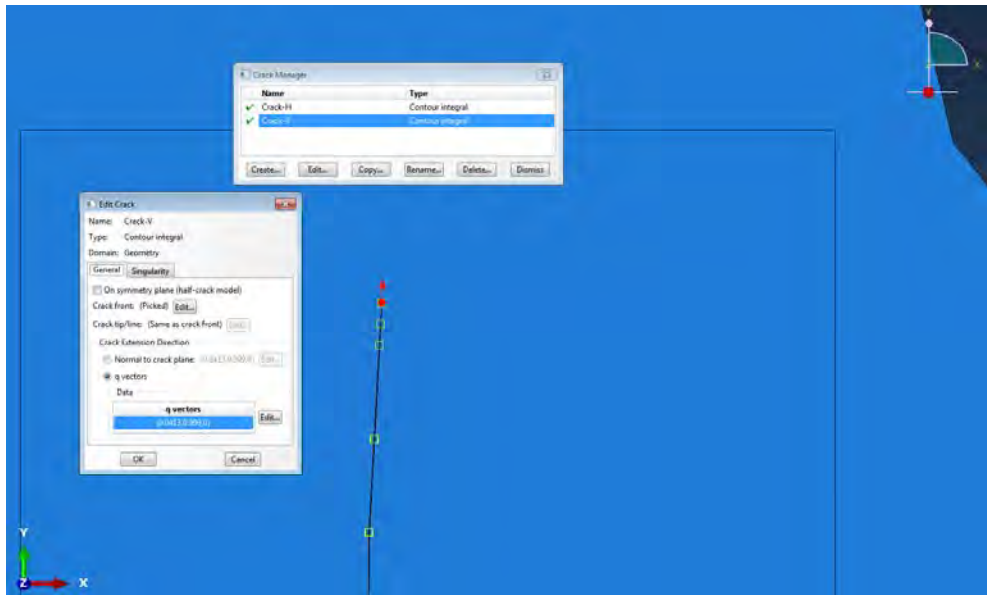 Crack Manager
Name Type
Crack-H Contour integral
Crack-V Contour integral
Create... Edit... Copy... Rename... Delete... Dismiss
Edit Crack
Name: Crack-V
Type: Contour integral
Domain: Geometry
General Singularity
On symmetry plane (half-crack model)
Crack front: (Picked) Edit...
Crack tip/line: (Same as crack front) Edit...
Crack Extension Direction
Normal to crack plane: Edit...
q vectors
Data
q vectors
Edit...
OK Cancel
Y
X
Y
Z X